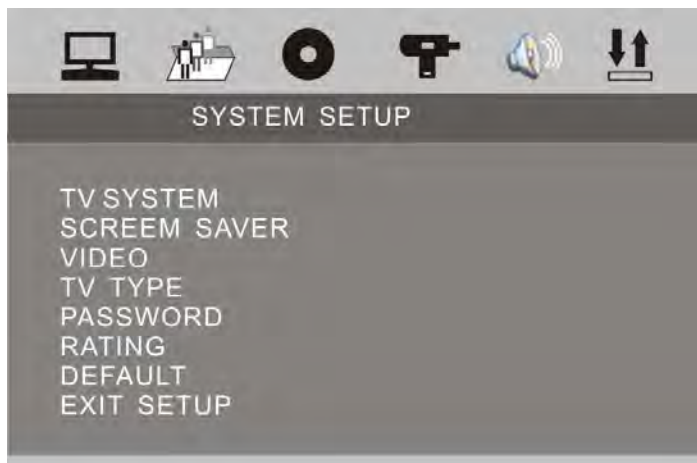 SYSTEM SETUP
TV SYSTEM
SCREEM SAVER
VIDEO
TV TYPE
PASSWORD
RATING
DEFAULT
EXIT SETUP